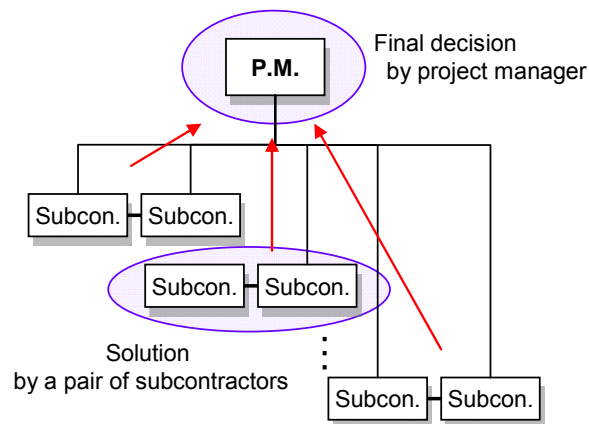 Final decision
by project manager
P.M.
Subcon. Subcon.
Subcon. Subcon.
Solution
by a pair of subcontractors
Subcon. Subcon.